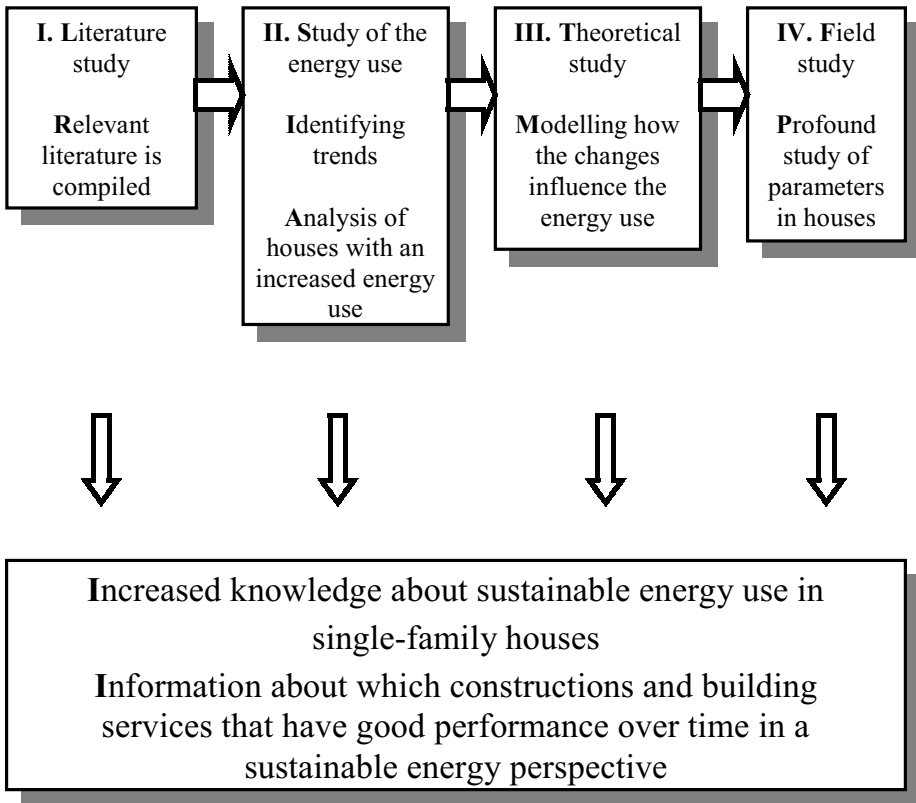 I. Literature
study
Relevant
literature is
compiled
II. Study of the
energy use
Identifying
trends
Analysis of
houses with an
increased energy
use
III. Theoretical
study
Modelling how
the changes
influence the
energy use
IV. Field
study
Profound
study of
parameters
in houses
Increased knowledge about sustainable energy use in
single-family houses
Information about which constructions and building
services that have good performance over time in a
sustainable energy perspective